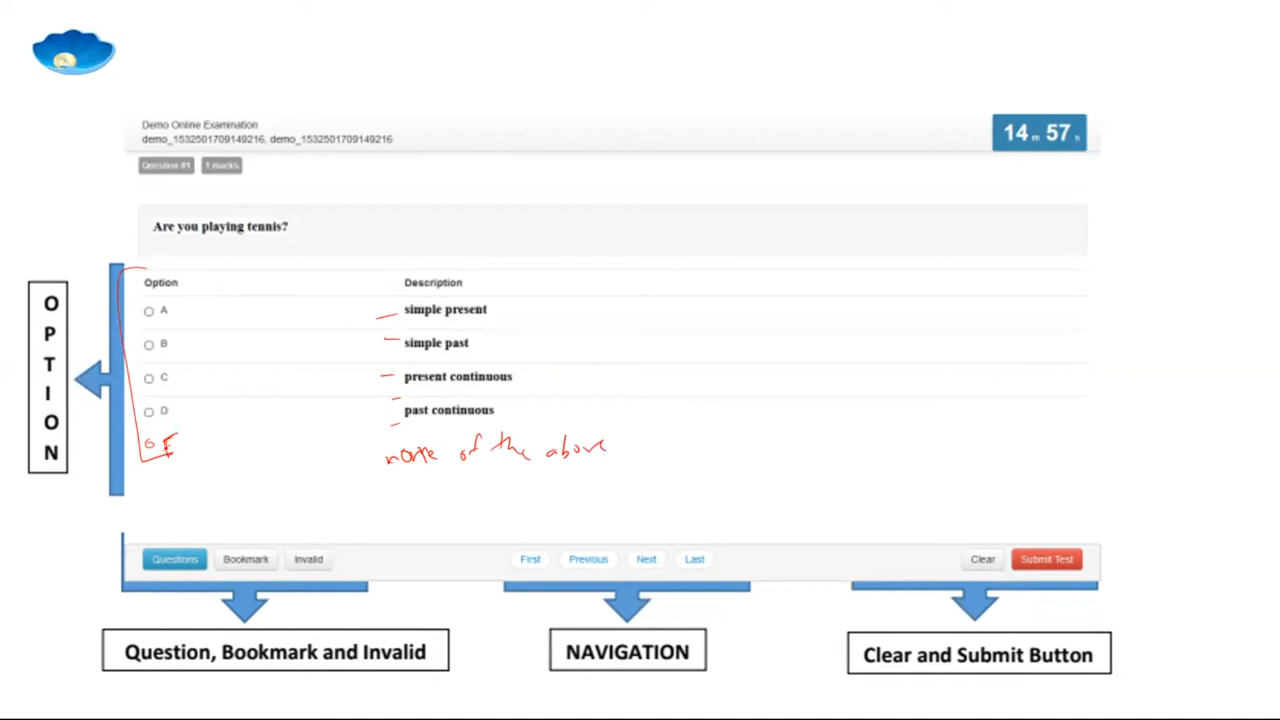 Demo Online Examination
demo_1532501709149216, demo_1532501709149216
14 m 57 s
Question #1 1 marks
Are you playing tennis?
Option Description
A simple present
B simple past
C present continuous
D past continuous
E none of the above
O
P
T
I
O
N
Questions Bookmark Invalid First Previous Next Last Clear Submit Test
Question, Bookmark and Invalid NAVIGATION Clear and Submit Button